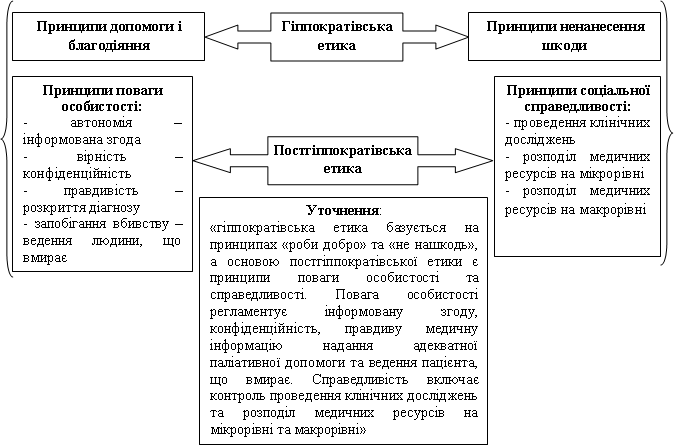 Принципи допомоги і
благодіяння
Гіппократівська
етика
Принципи ненанесення
шкоди
Принципи поваги
особистості:
- автономія –
інформована згода
- вірність –
конфіденційність
- правдивість –
розкриття діагнозу
- запобігання вбивству –
ведення людини, що
вмирає
Постгіппократівська
етика
Принципи соціальної
справедливості:
- проведення клінічних
досліджень
- розподіл медичних
ресурсів на мікрорівні
- розподіл медичних
ресурсів на макрорівні
Уточнення:
«гіппократівська етика базується на
принципах «роби добро» та «не нашкодь»,
а основою постгіппократівської етики є
принципи поваги особистості та
справедливості. Повага особистості
регламентує інформовану згоду,
конфіденційність, правдиву медичну
інформацію надання адекватної
паліативної допомоги та ведення пацієнта,
що вмирає. Справедливість включає
контроль проведення клінічних досліджень
та розподіл медичних ресурсів на
мікрорівні та макрорівні»